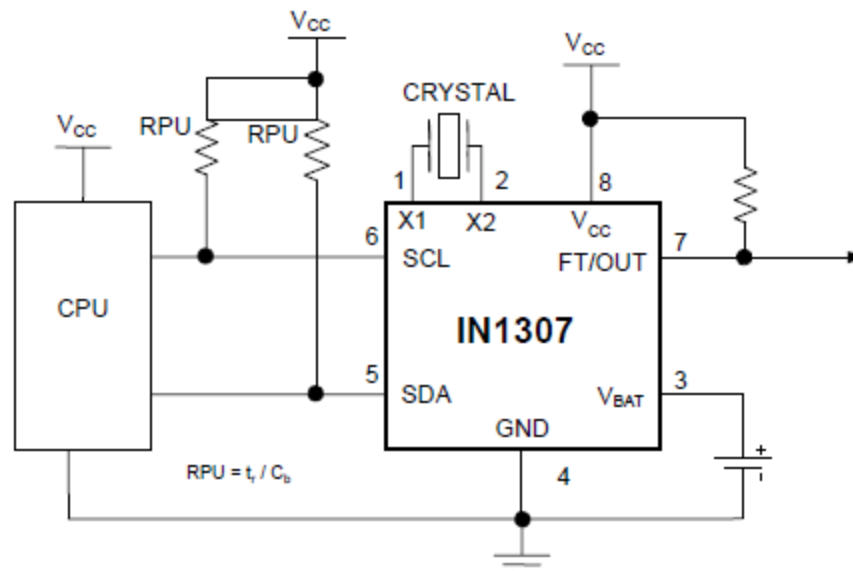 VCC
VCC
CRYSTAL
VCC
RPU
RPU
1
2
8
X1
X2
VCC
6
SCL
FT/OUT
7
CPU
IN1307
5
SDA
VBAT
3
GND
+
-
RPU = tr / Cb
4